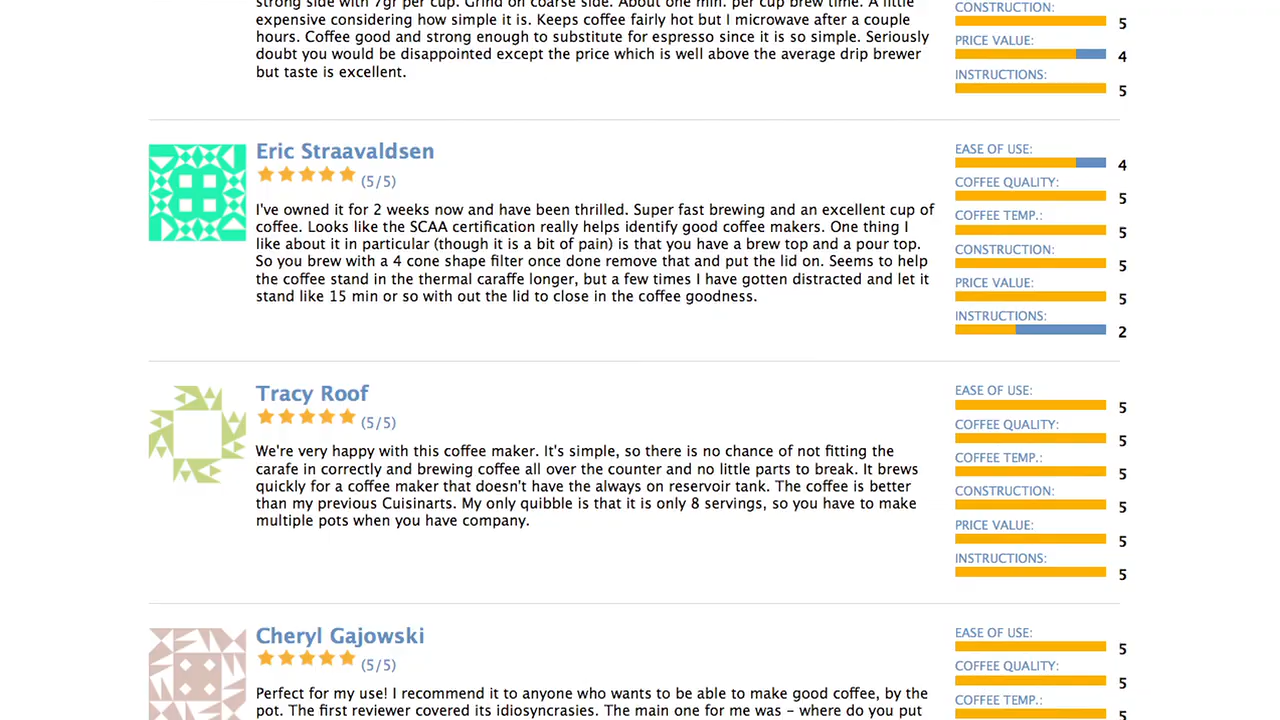 strong side with 7gr per cup. Grind on coarse side. About one min. per cup brew time. A little
expensive considering how simple it is. Keeps coffee fairly hot but I microwave after a couple
hours. Coffee good and strong enough to substitute for espresso since it is so simple. Seriously
doubt you would be disappointed except the price which is well above the average drip brewer
but taste is excellent.
CONSTRUCTION:
5
PRICE VALUE:
4
INSTRUCTIONS:
5
Eric Straavaldsen
(5/5)
I've owned it for 2 weeks now and have been thrilled. Super fast brewing and an excellent cup of
coffee. Looks like the SCAA certification really helps identify good coffee makers. One thing I
like about it in particular (though it is a bit of pain) is that you have a brew top and a pour top.
So you brew with a 4 cone shape filter once done remove that and put the lid on. Seems to help
the coffee stand in the thermal caraffe longer, but a few times I have gotten distracted and let it
stand like 15 min or so with out the lid to close in the coffee goodness.
EASE OF USE:
4
COFFEE QUALITY:
5
COFFEE TEMP.:
5
CONSTRUCTION:
5
PRICE VALUE:
5
INSTRUCTIONS:
2
Tracy Roof
(5/5)
We're very happy with this coffee maker. It's simple, so there is no chance of not fitting the
carafe in correctly and brewing coffee all over the counter and no little parts to break. It brews
quickly for a coffee maker that doesn't have the always on reservoir tank. The coffee is better
than my previous Cuisinarts. My only quibble is that it is only 8 servings, so you have to make
multiple pots when you have company.
EASE OF USE:
5
COFFEE QUALITY:
5
COFFEE TEMP.:
5
CONSTRUCTION:
5
PRICE VALUE:
5
INSTRUCTIONS:
5
Cheryl Gajowski
(5/5)
Perfect for my use! I recommend it to anyone who wants to be able to make good coffee, by the
pot. The first reviewer covered its idiosyncrasies. The main one for me was – where do you put
EASE OF USE:
5
COFFEE QUALITY:
5
COFFEE TEMP.:
5